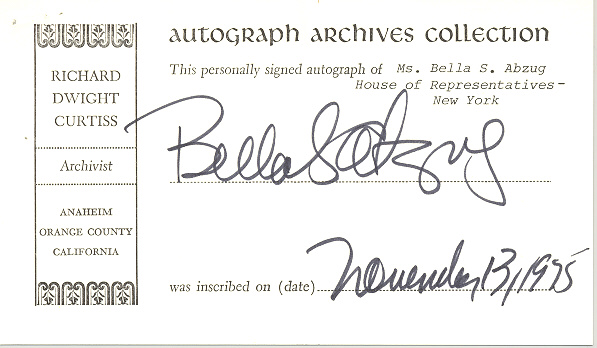 autograph archives collection
RICHARD
DWIGHT
CURTISS
Archivist
ANAHEIM
ORANGE COUNTY
CALIFORNIA
This personally signed autograph of Ms. Bella S. Abzug
House of Representatives-
New York
Bella S Abzug
was inscribed on (date) November 13, 1975